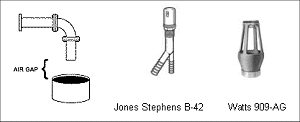 AIR GAP
Jones Stephens B-42
Watts 909-AG